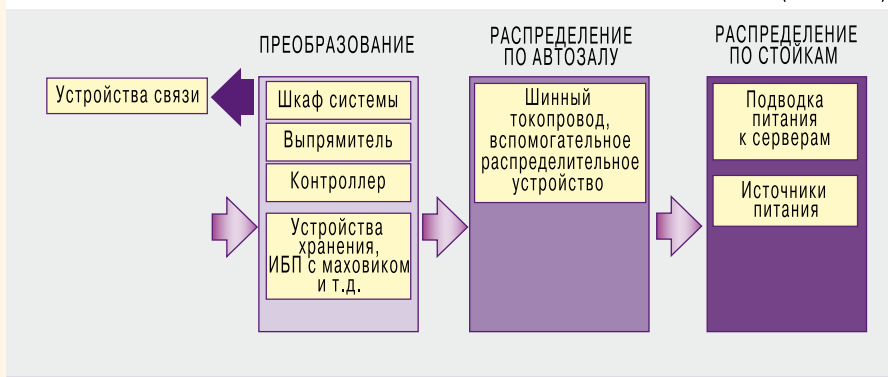 ПРЕОБРАЗОВАНИЕ
РАСПРЕДЕЛЕНИЕ
ПО АВТОЗАЛУ
РАСПРЕДЕЛЕНИЕ
ПО СТОЙКАМ
Устройства связи
Шкаф системы
Выпрямитель
Контроллер
Устройства
хранения,
ИБП с маховиком
и т.д.
Шинный
токопровод,
вспомогательное
распределительное
устройство
Подводка
питания
к серверам
Источники
питания